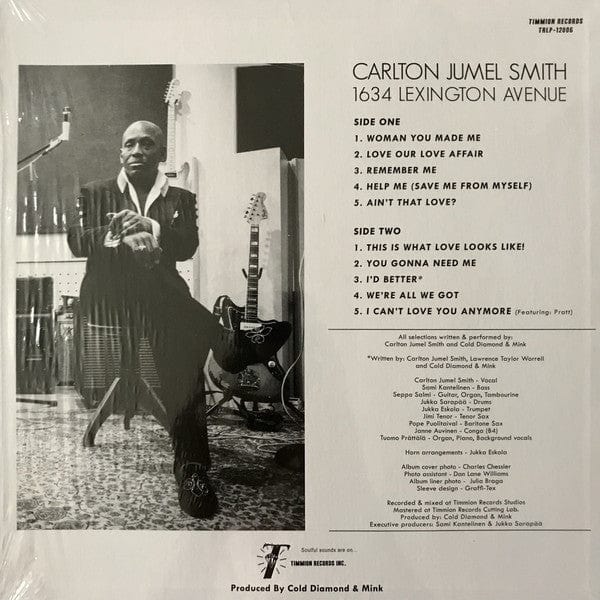 TIMMION RECORDS
TRLP-12006
CARLTON JUMEL SMITH
1634 LEXINGTON AVENUE
SIDE ONE
1. WOMAN YOU MADE ME
2. LOVE OUR LOVE AFFAIR
3. REMEMBER ME
4. HELP ME (SAVE ME FROM MYSELF)
5. AIN'T THAT LOVE?
SIDE TWO
1. THIS IS WHAT LOVE LOOKS LIKE!
2. YOU GONNA NEED ME
3. I'D BETTER*
4. WE'RE ALL WE GOT
5. I CAN'T LOVE YOU ANYMORE (Featuring: Pratt)
All selections written & performed by:
Carlton Jumel Smith and Cold Diamond & Mink
*Written by: Carlton Jumel Smith, Lawrence Taylor Worrell
and Cold Diamond & Mink
Carlton Jumel Smith - Vocal
Sami Kantelinen - Bass
Seppo Salmi - Guitar, Organ, Tambourine
Jukka Sarapää - Drums
Jukka Eskola - Trumpet
Jimi Tenor - Tenor Sax
Pope Puolitaival - Baritone Sax
Janne Auvinen - Conga (B4)
Tuomo Prättälä - Organ, Piano, Background vocals
Horn arrangements - Jukka Eskola
Album cover photo - Charles Chessler
Photo assistant - Dan Lane Williams
Album liner photo - Julia Braga
Sleeve design - Graffi-Tex
Recorded & mixed at Timmion Records Studios
Mastered at Timmion Records Cutting Lab.
Produced by: Cold Diamond & Mink
Executive producers: Sami Kantelinen & Jukka Sarapää
Soulful sounds are on...
TIMMION RECORDS INC.
Produced By Cold Diamond & Mink